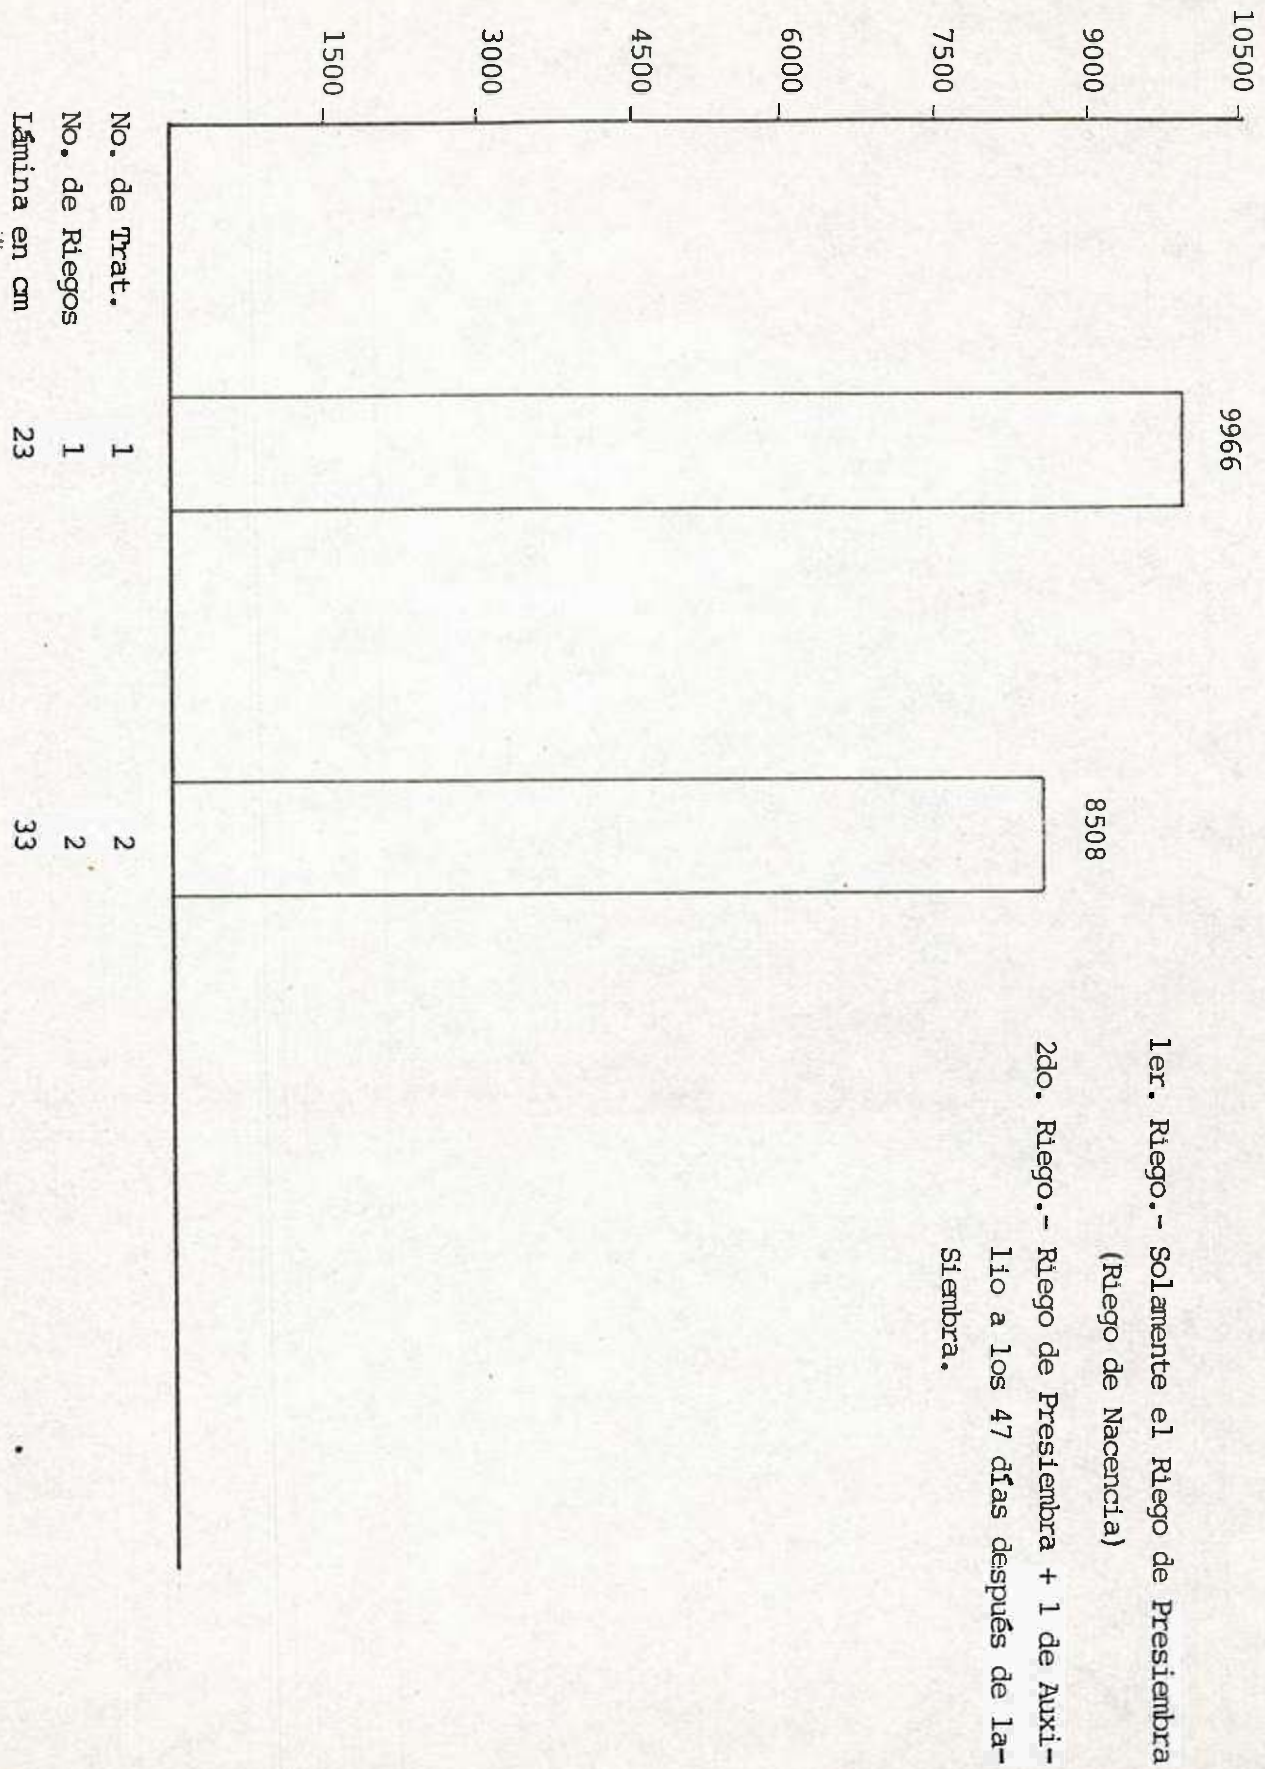 10500
9966
1er. Riego.- Solamente el Riego de Presiembra
(Riego de Nacencia)
9000
8508
2do. Riego.- Riego de Presiembra + 1 de Auxi-
lio a los 47 días después de la-
Siembra.
7500
6000
4500
3000
1500
No. de Trat. 1 2
No. de Riegos 1 2
Lámina en cm 23 33